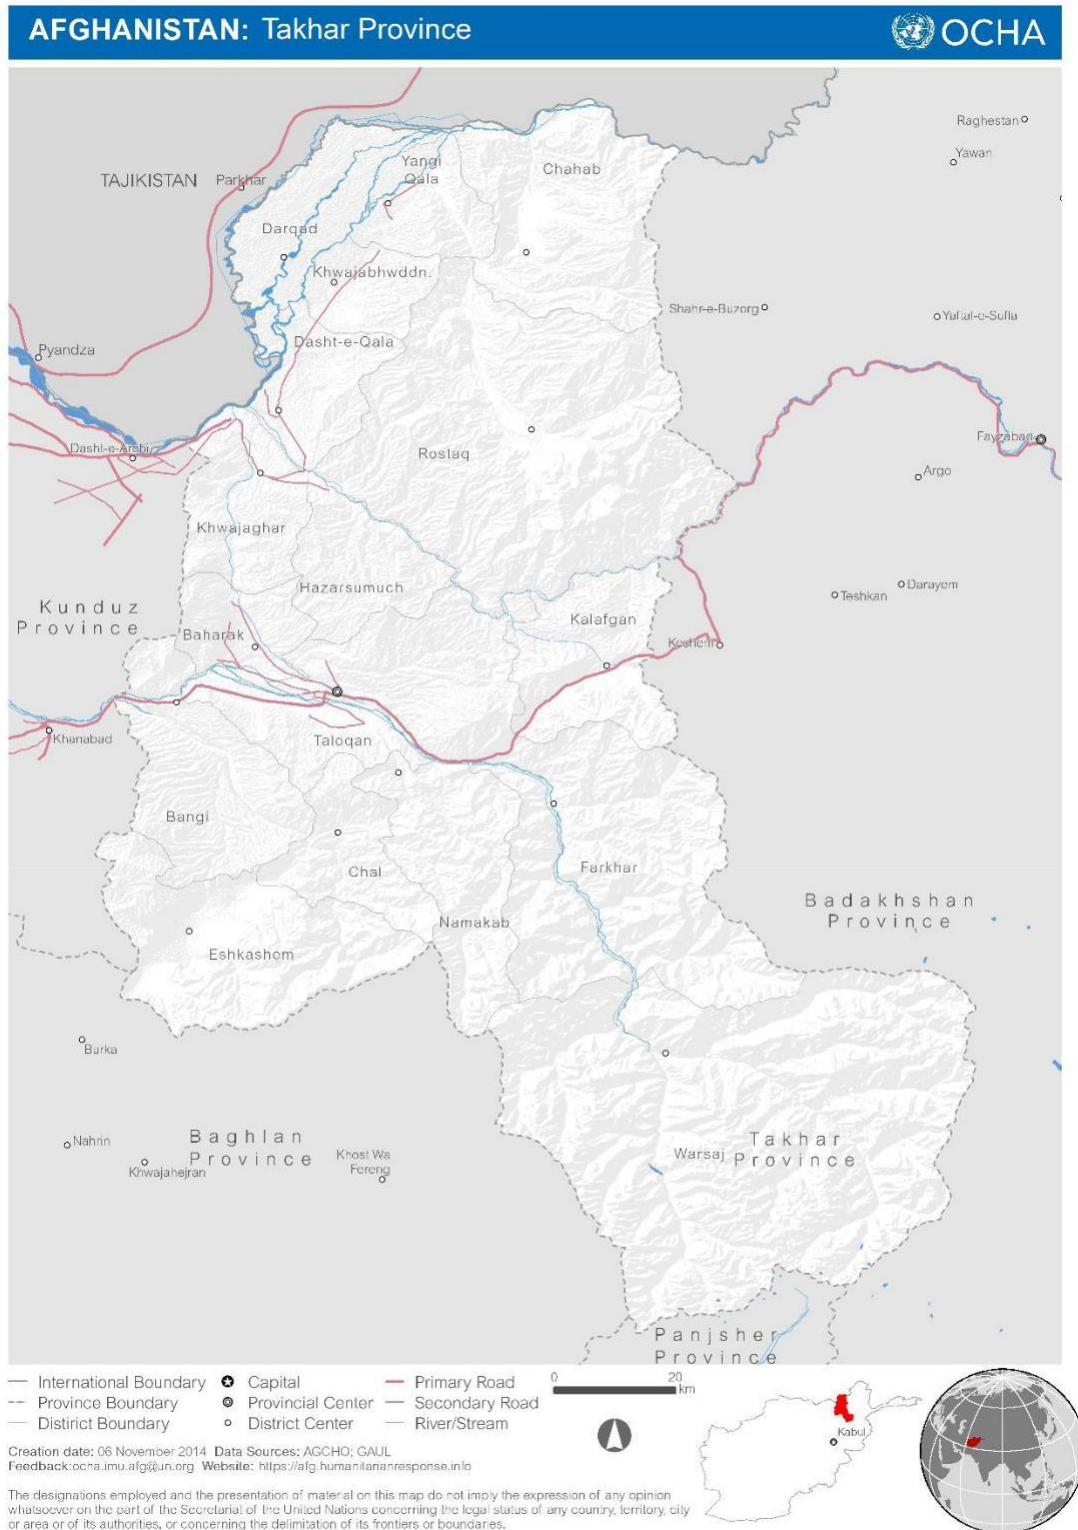 AFGHANISTAN: Takhar Province
OCHA
Raghestan
Yawan
Yangi
Qala
Chahab
TAJIKISTAN
Parkhar
Darqad
Khwajabhwddn.
Shahr-e-Buzorg
Yaftal-e-Sufla
Dasht-e-Qala
Pyandza
Fayzabad
Dasht-e-Archi
Rostaq
Argo
Khwajaghar
Hazarsumuch
Darayem
Teshkan
Kunduz
Province
Kalafgan
Baharak
Keshem
Khanabad
Taloqan
Bangi
Chal
Farkhar
Badakhshan
Province
Namakab
Eshkashem
Burka
Baghlan
Province
Nahrin
Khwajahejran
Khost Wa
Fereng
Takhar
Province
Warsaj
Panjsher
Province
International Boundary
Capital
Primary Road
0 20
km
Province Boundary
Provincial Center
Secondary Road
District Boundary
District Center
River/Stream
Kabul
Creation date: 06 November 2014 Data Sources: AGCHO; GAUL
Feedback:ocha.imu.afg@un.org Website: https://afg.humanitarianresponse.info
The designations employed and the presentation of material on this map do not imply the expression of any opinion
whatsoever on the part of the Secretariat of the United Nations concerning the legal status of any country, territory, city
or area or of its authorities, or concerning the delimitation of its frontiers or boundaries.